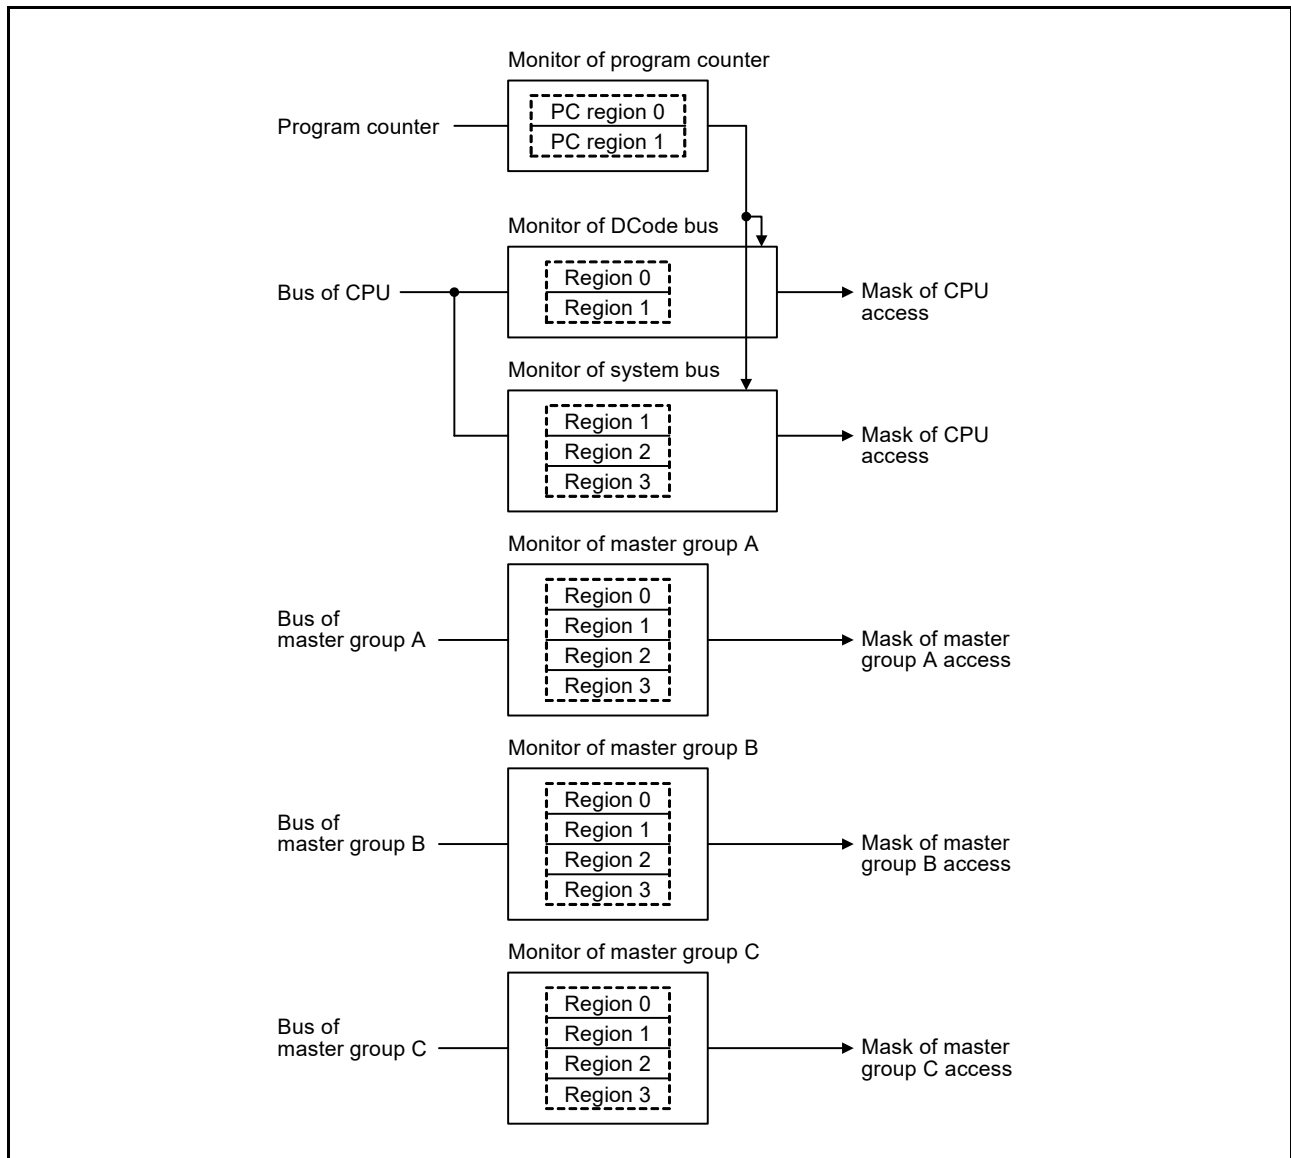 Monitor of program counter
Program counter
PC region 0
PC region 1
Monitor of DCode bus
Bus of CPU
Region 0
Region 1
Mask of CPU
access
Monitor of system bus
Region 1
Region 2
Region 3
Mask of CPU
access
Monitor of master group A
Bus of
master group A
Region 0
Region 1
Region 2
Region 3
Mask of master
group A access
Monitor of master group B
Bus of
master group B
Region 0
Region 1
Region 2
Region 3
Mask of master
group B access
Monitor of master group C
Bus of
master group C
Region 0
Region 1
Region 2
Region 3
Mask of master
group C access